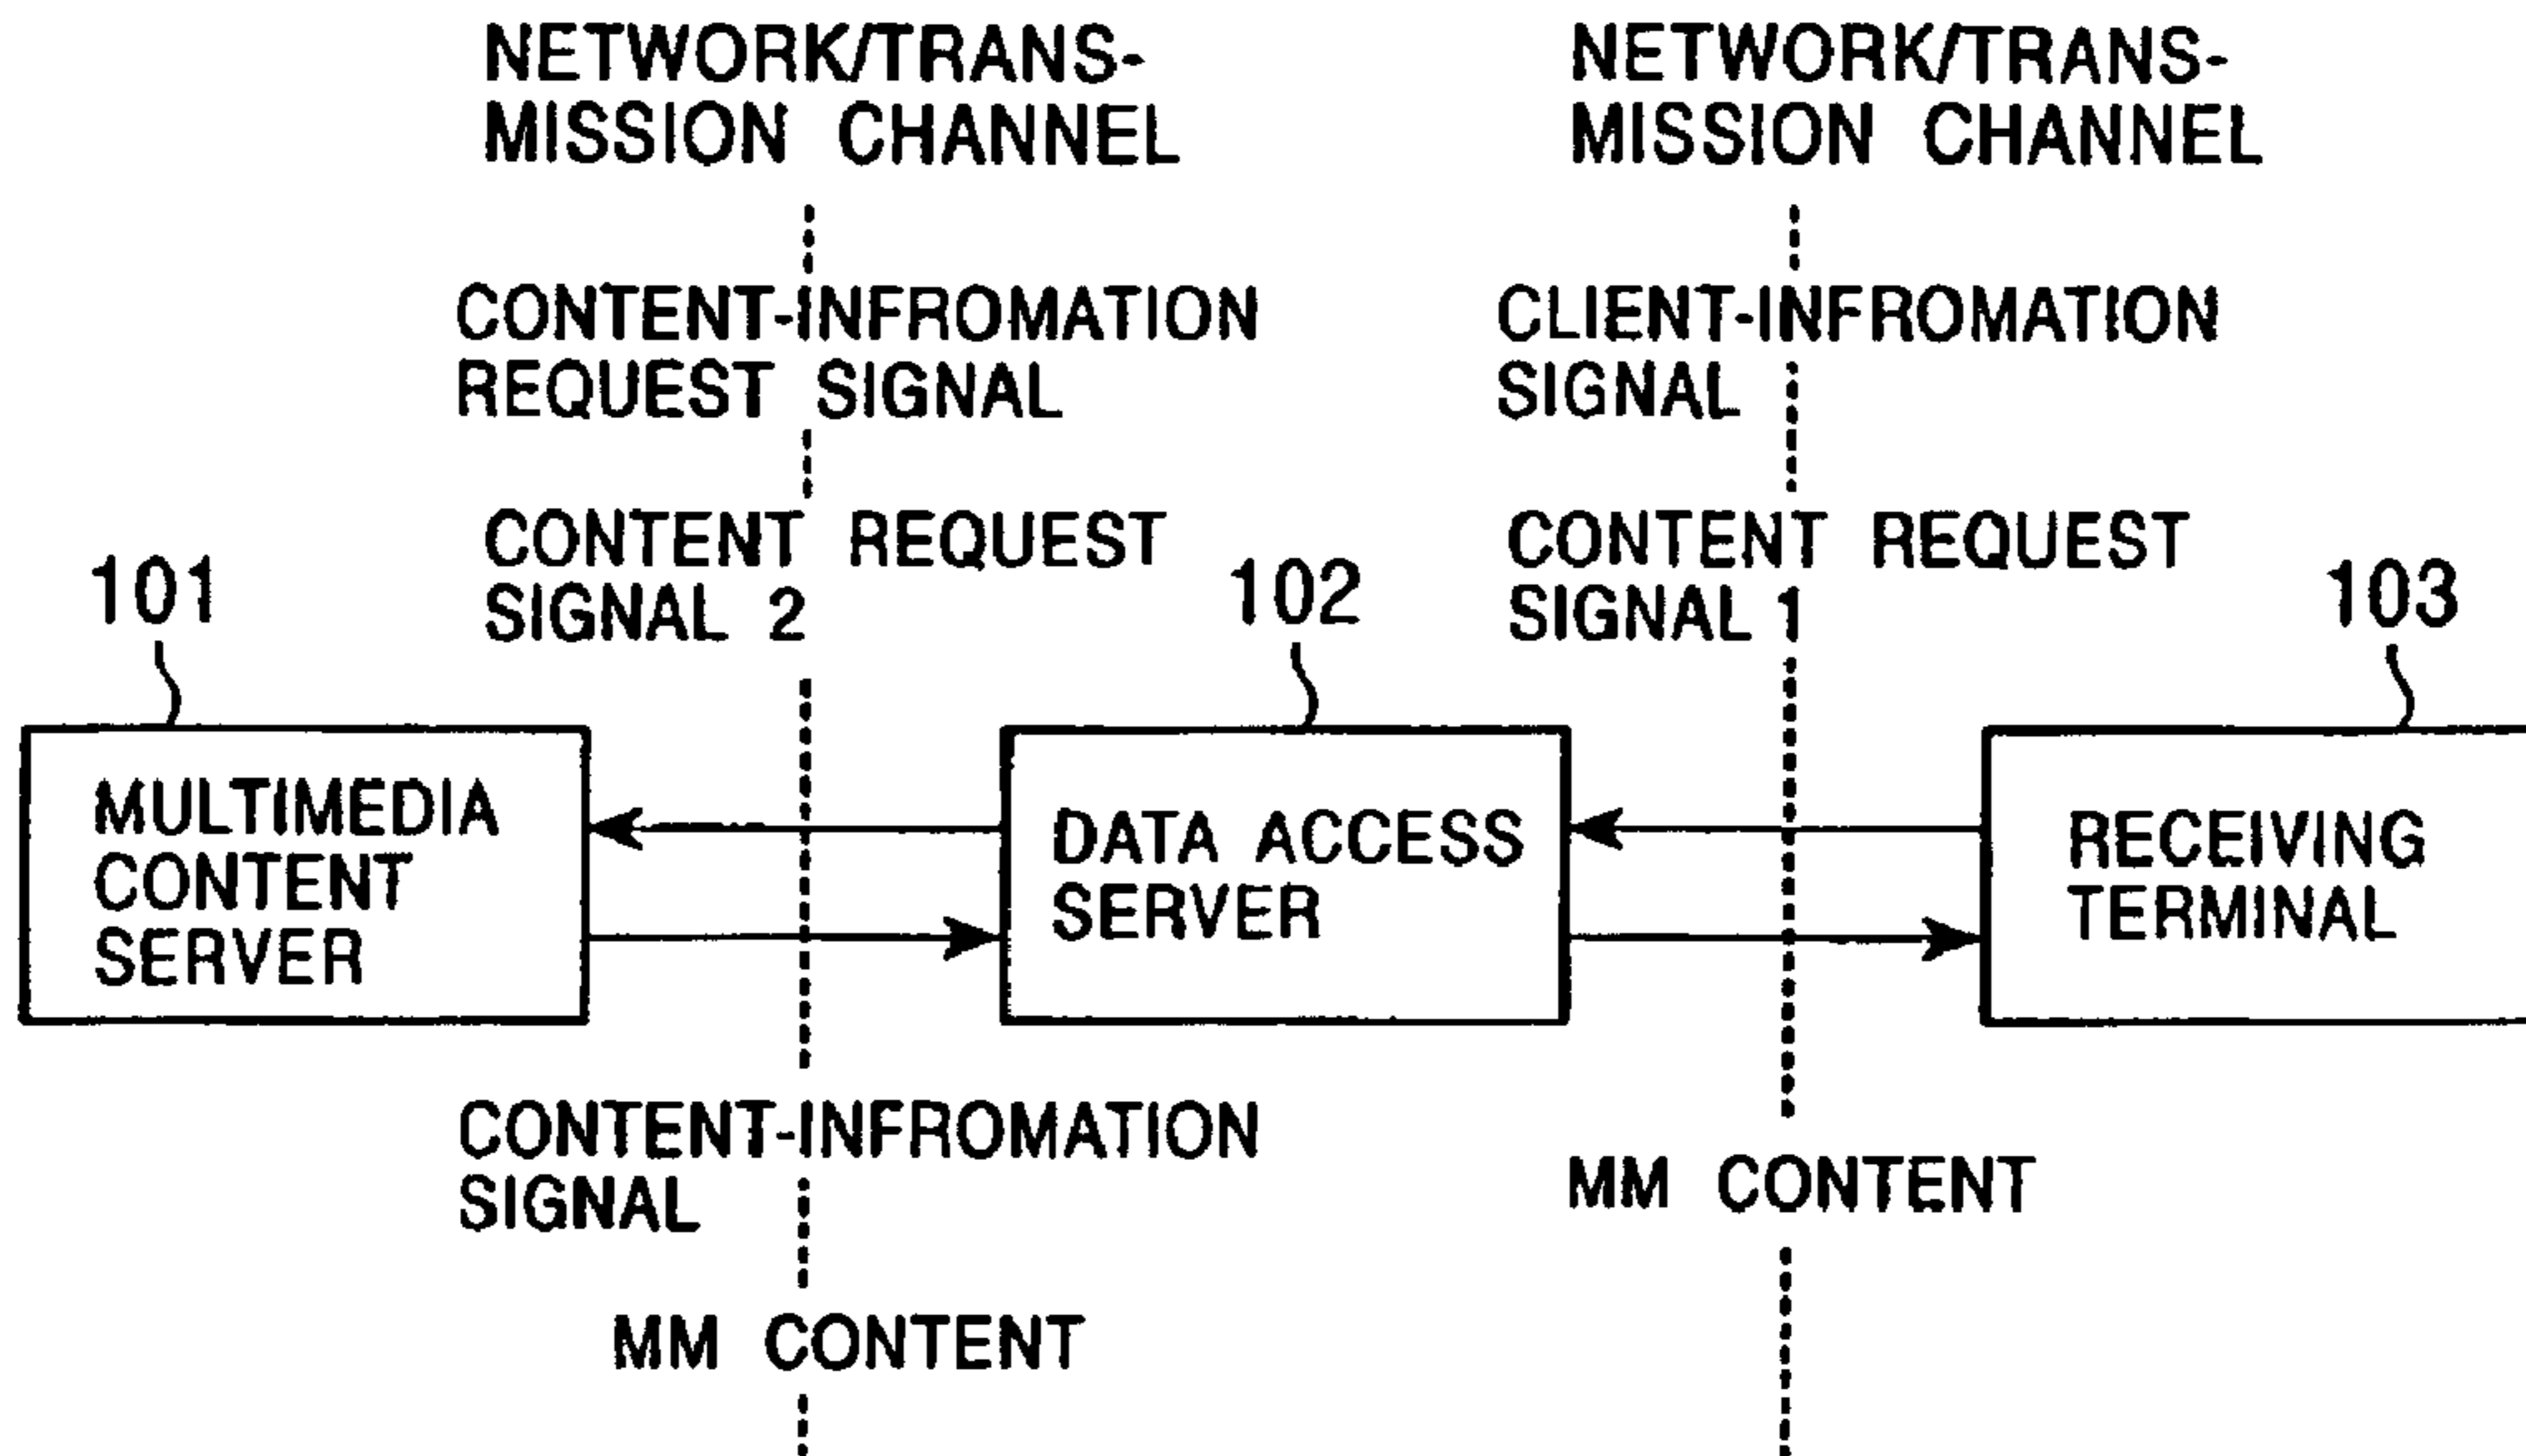 NETWORK/TRANS-
MISSION CHANNEL
NETWORK/TRANS-
MISSION CHANNEL
CONTENT-INFROMATION
REQUEST SIGNAL
CLIENT-INFROMATION
SIGNAL
CONTENT REQUEST
SIGNAL 2
CONTENT REQUEST
SIGNAL 1
101
102
103
MULTIMEDIA
CONTENT
SERVER
DATA ACCESS
SERVER
RECEIVING
TERMINAL
CONTENT-INFROMATION
SIGNAL
MM CONTENT
MM CONTENT